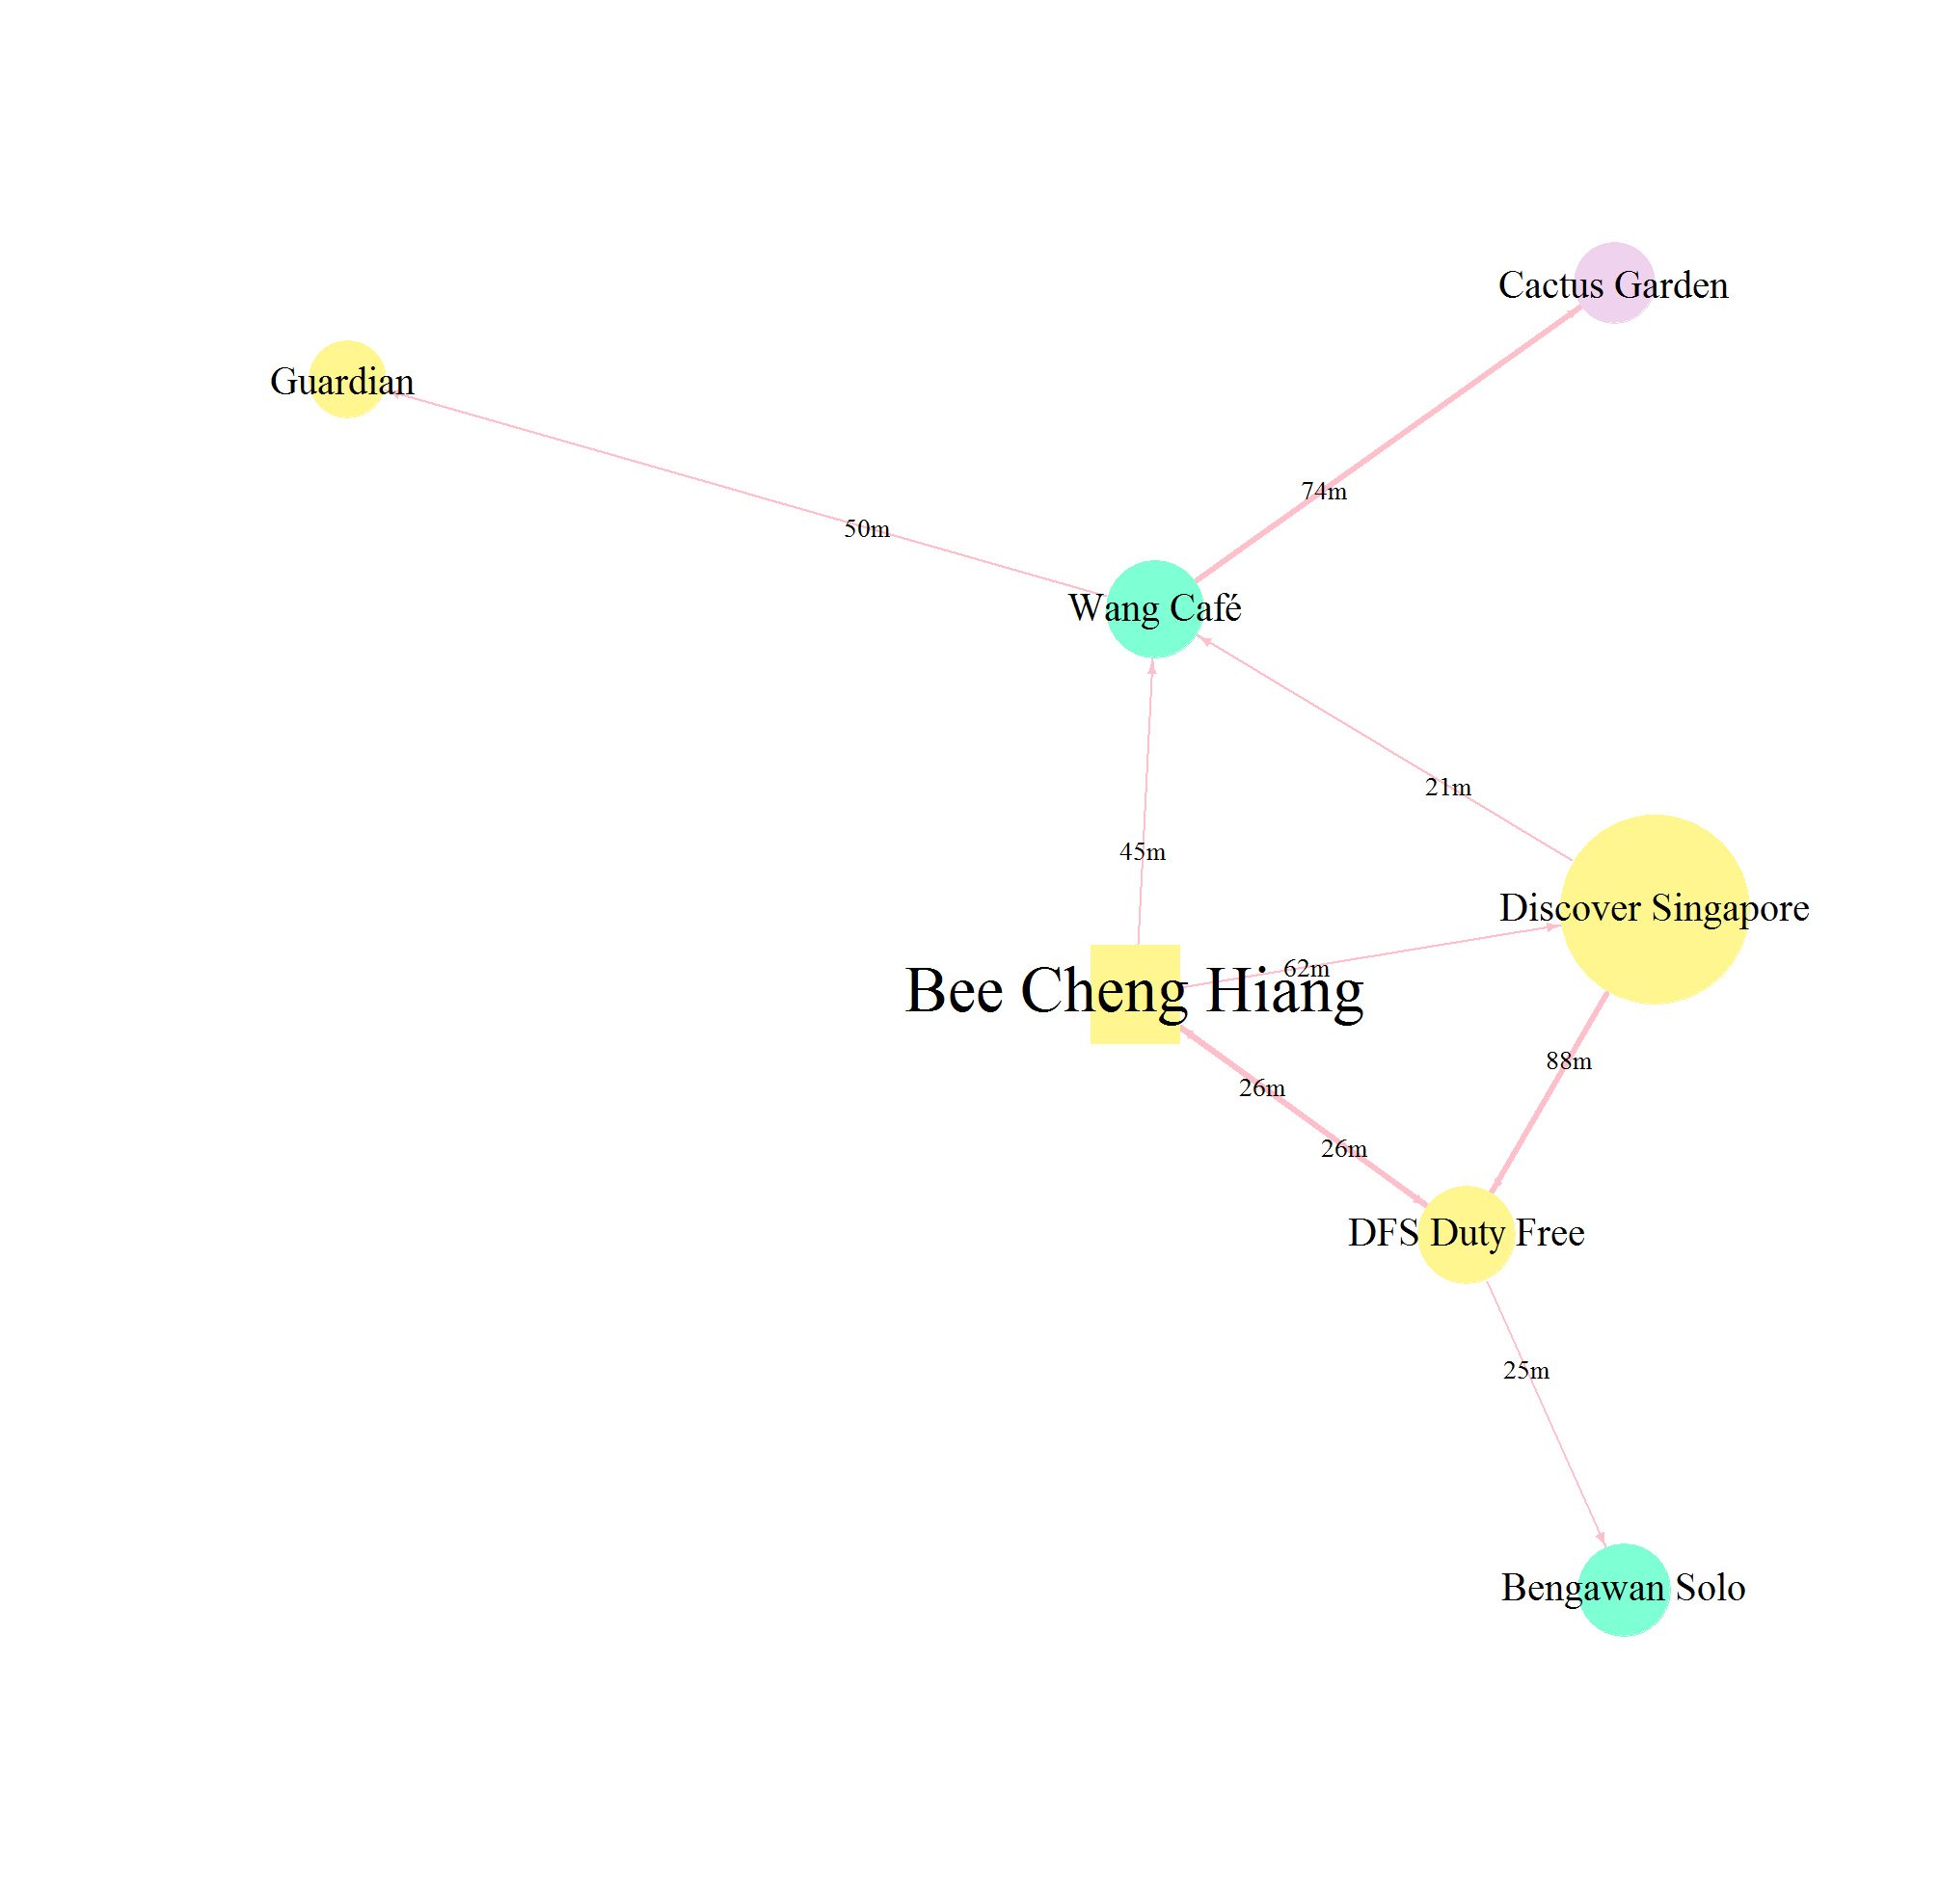 Cactus Garden
Guardian
74m
50m
Wang Café
21m
45m
Discover Singapore
62m
Bee Cheng Hiang
88m
26m
26m
DFS Duty Free
25m
Bengawan Solo